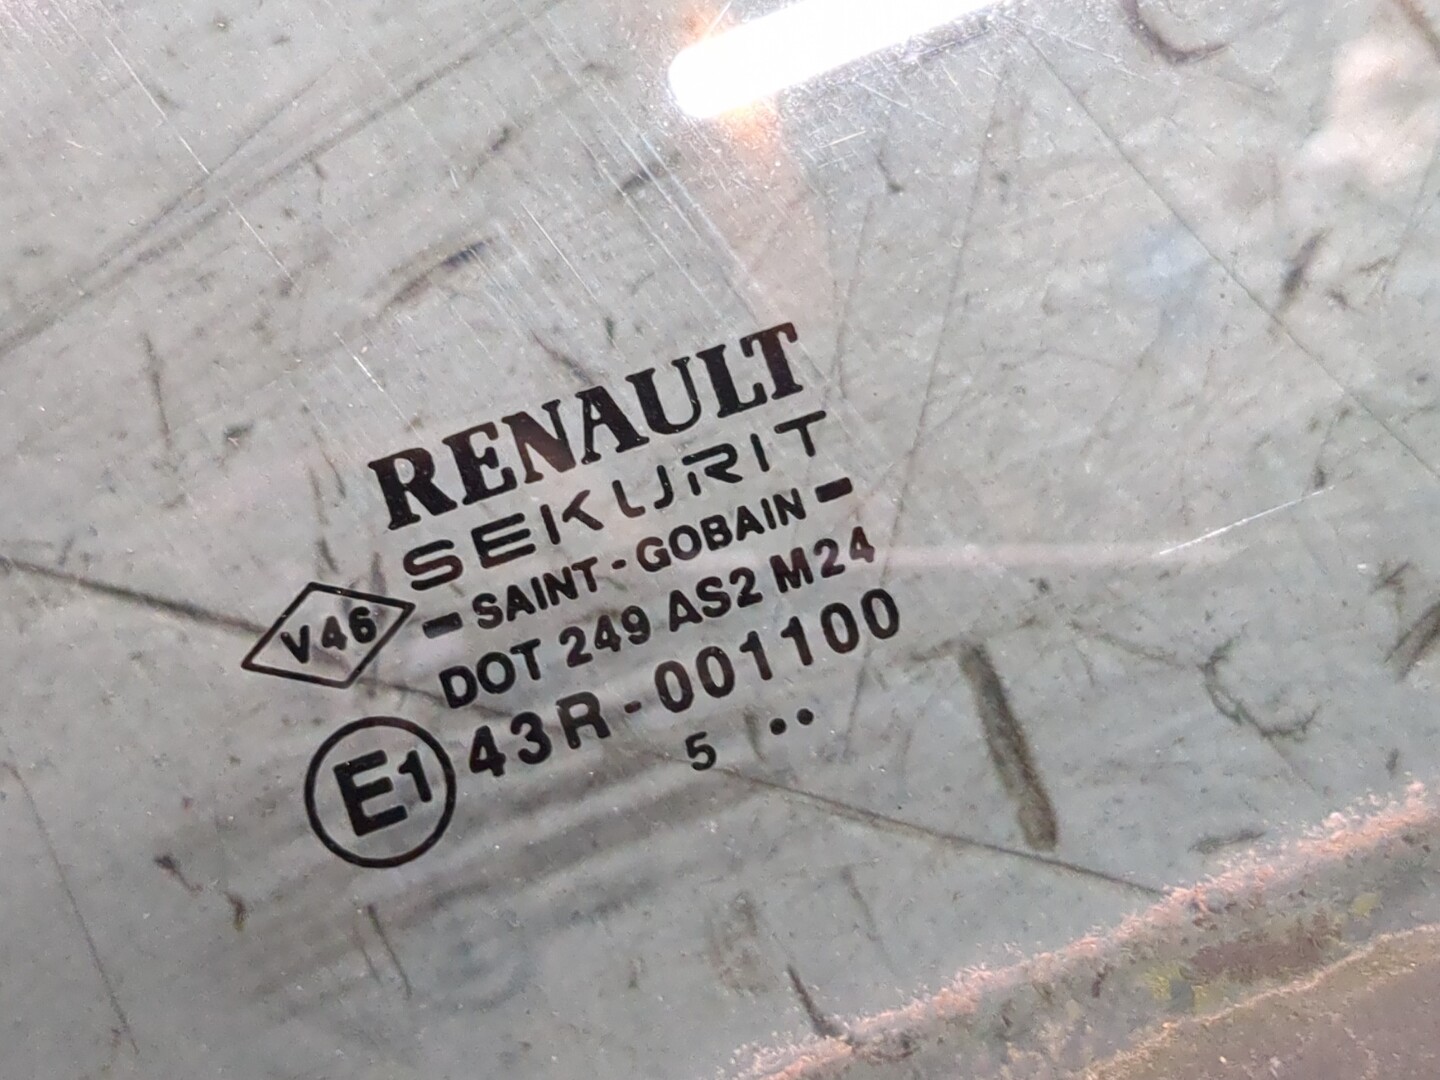 RENAULT
SEKURIT
SAINT-GOBAIN
V46
DOT 249 AS2 M24
E1 43R-001100
5 ••